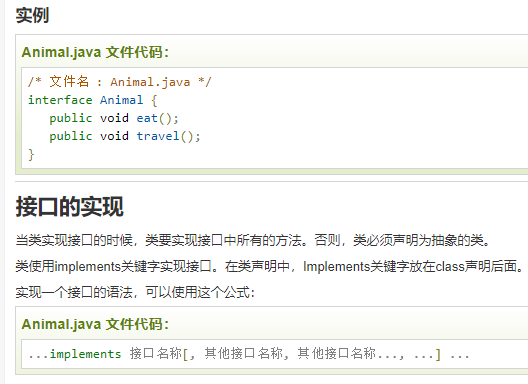 实例
Animal.java 文件代码：
/* 文件名 : Animal.java */
interface Animal {
public void eat();
public void travel();
}
接口的实现
当类实现接口的时候，类要实现接口中所有的方法。否则，类必须声明为抽象的类。
类使用implements关键字实现接口。在类声明中，Implements关键字放在class声明后面。
实现一个接口的语法，可以使用这个公式：
Animal.java 文件代码：
...implements 接口名称[, 其他接口名称, 其他接口名称..., ...] ...